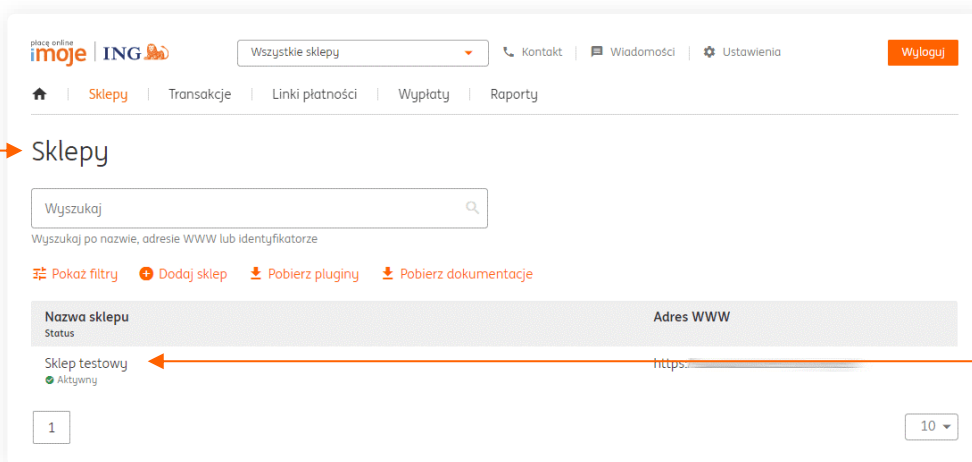 płacę online
imoje ING Wszystkie sklepy Kontakt Wiadomości Ustawienia Wyloguj
Sklepy Transakcje Linki płatności Wypłaty Raporty
Sklepy
Wyszukaj
Wyszukaj po nazwie, adresie WWW lub identyfikatorze
Pokaż filtry Dodaj sklep Pobierz pluginy Pobierz dokumentacje
Nazwa sklepu Adres WWW
Status
Sklep testowy https:
Aktywny
1 10